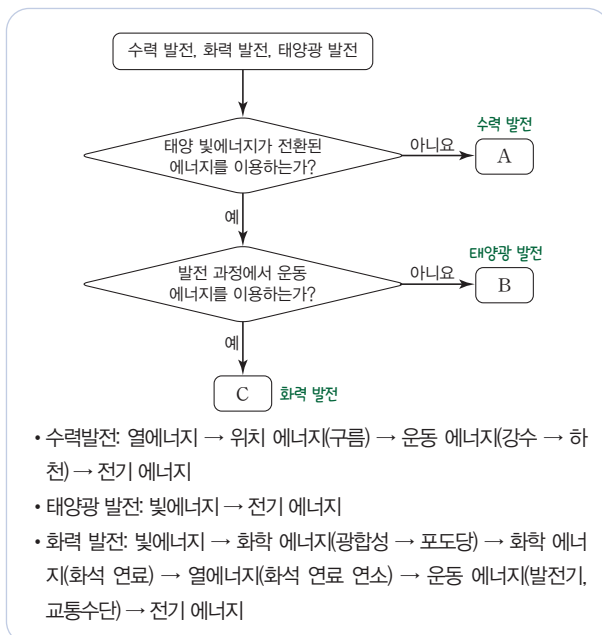 수력 발전, 화력 발전, 태양광 발전
태양 빛에너지가 전환된
에너지를 이용하는가?
아니요
수력 발전
A
예
발전 과정에서 운동
에너지를 이용하는가?
아니요
태양광 발전
B
예
C
화력 발전
• 수력발전: 열에너지 → 위치 에너지(구름) → 운동 에너지(강수 → 하
천) → 전기 에너지
• 태양광 발전: 빛에너지 → 전기 에너지
• 화력 발전: 빛에너지 → 화학 에너지(광합성 → 포도당) → 화학 에너
지(화석 연료) → 열에너지(화석 연료 연소) → 운동 에너지(발전기,
교통수단) → 전기 에너지